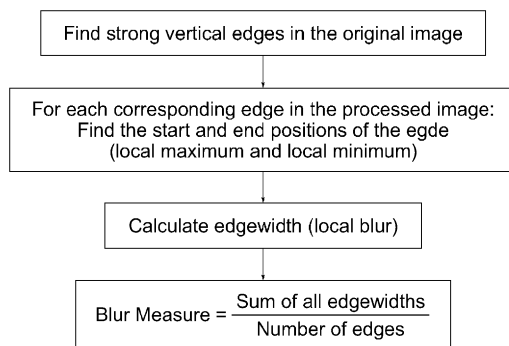 Find strong vertical edges in the original image
For each corresponding edge in the processed image:
Find the start and end positions of the egde
(local maximum and local minimum)
Calculate edgewidth (local blur)
Blur Measure = Sum of all edgewidths
Number of edges